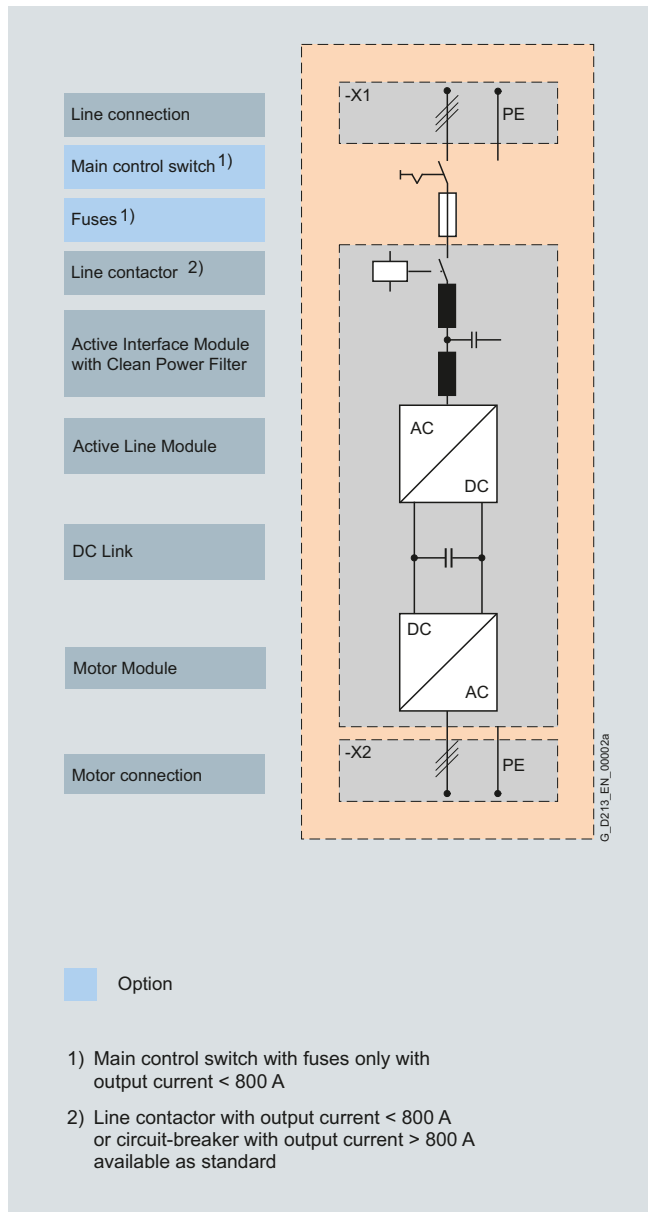 Line connection
Main control switch 1)
Fuses 1)
Line contactor 2)
Active Interface Module
with Clean Power Filter
Active Line Module
DC Link
Motor Module
Motor connection
-X1
PE
AC
DC
DC
AC
-X2
PE
G_D213_EN_00002a
Option
1) Main control switch with fuses only with
output current < 800 A
2) Line contactor with output current < 800 A
or circuit-breaker with output current > 800 A
available as standard